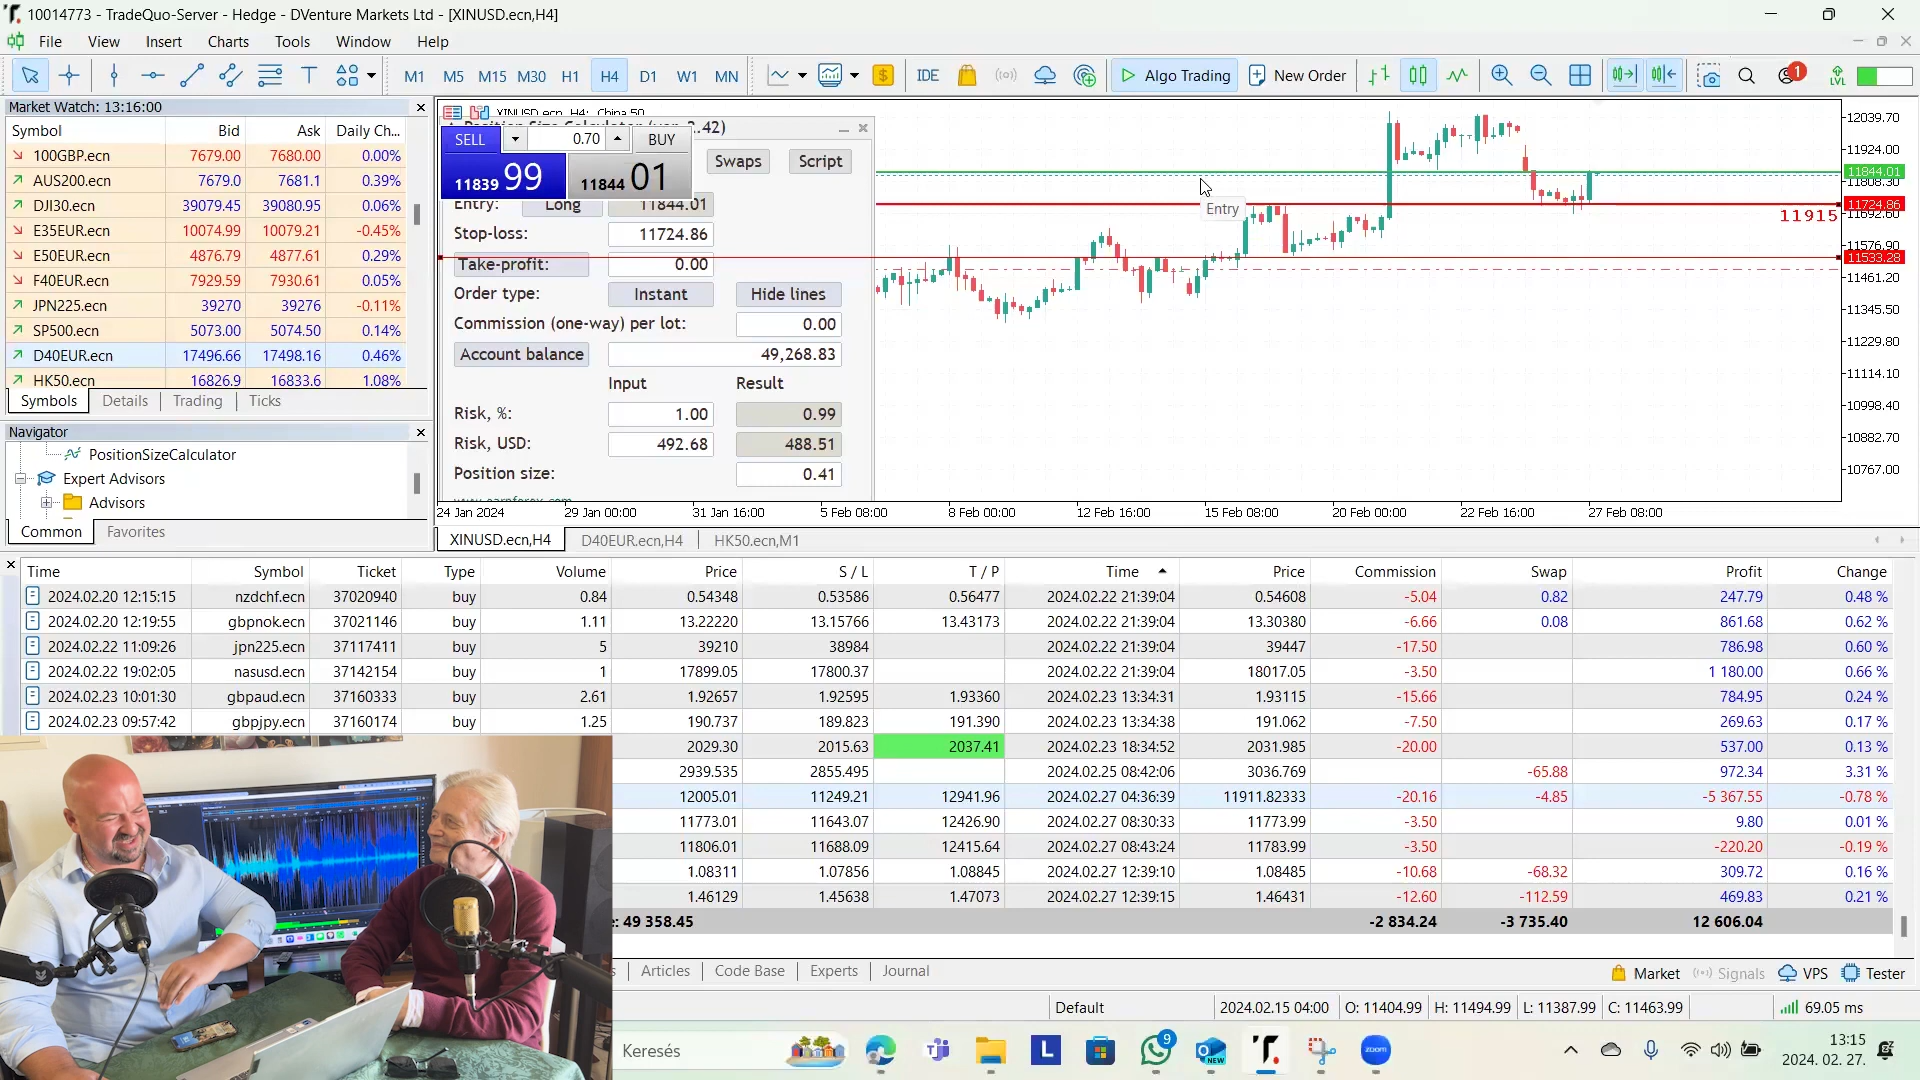 10014773 - TradeQuo-Server - Hedge - DVenture Markets Ltd - [XINUSD.ecn,H4]
File View Insert Charts Tools Window Help
M1 M5 M15 M30 H1 H4 D1 W1 MN IDE Algo Trading New Order 1 LVL
Market Watch: 13:16:00
Symbol Bid Ask Daily Ch...
100GBP.ecn 7679.00 7680.00 0.00%
AUS200.ecn 7679.0 7681.1 0.39%
DJI30.ecn 39079.45 39080.95 0.06%
E35EUR.ecn 10074.99 10079.21 -0.45%
E50EUR.ecn 4876.79 4877.61 0.29%
F40EUR.ecn 7929.59 7930.61 0.05%
JPN225.ecn 39270 39276 -0.11%
SP500.ecn 5073.00 5074.50 0.14%
D40EUR.ecn 17496.66 17498.16 0.46%
HK50.ecn 16826.9 16833.6 1.08%
Symbols Details Trading Ticks
Navigator
PositionSizeCalculator
Expert Advisors
Advisors
Common Favorites
XINUSD.ecn, H4: China 50
SELL 0.70 BUY
11839 99 11844 01
Swaps Script
Entry: Long 11844.01
Stop-loss: 11724.86
Take-profit: 0.00
Order type: Instant Hide lines
Commission (one-way) per lot: 0.00
Account balance 49,268.83
Input Result
Risk, %: 1.00 0.99
Risk, USD: 492.68 488.51
Position size: 0.41
Entry
11915
12039.70
11924.00
11844.01
11808.30
11724.86
11692.60
11576.90
11533.28
11461.20
11345.50
11229.80
11114.10
10998.40
10882.70
10767.00
24 Jan 2024 29 Jan 00:00 31 Jan 16:00 5 Feb 08:00 8 Feb 00:00 12 Feb 16:00 15 Feb 08:00 20 Feb 00:00 22 Feb 16:00 27 Feb 08:00
XINUSD.ecn,H4 D40EUR.ecn,H4 HK50.ecn,M1
Time Symbol Ticket Type Volume Price S / L T / P Time Price Commission Swap Profit Change
2024.02.20 12:15:15 nzdchf.ecn 37020940 buy 0.84 0.54348 0.53586 0.56477 2024.02.22 21:39:04 0.54608 -5.04 0.82 247.79 0.48 %
2024.02.20 12:19:55 gbpnok.ecn 37021146 buy 1.11 13.22220 13.15766 13.43173 2024.02.22 21:39:04 13.30380 -6.66 0.08 861.68 0.62 %
2024.02.22 11:09:26 jpn225.ecn 37117411 buy 5 39210 38984 2024.02.22 21:39:04 39447 -17.50 786.98 0.60 %
2024.02.22 19:02:05 nasusd.ecn 37142154 buy 1 17899.05 17800.37 2024.02.22 21:39:04 18017.05 -3.50 1 180.00 0.66 %
2024.02.23 10:01:30 gbpaud.ecn 37160333 buy 2.61 1.92657 1.92595 1.93360 2024.02.23 13:34:31 1.93115 -15.66 784.95 0.24 %
2024.02.23 09:57:42 gbpjpy.ecn 37160174 buy 1.25 190.737 189.823 191.390 2024.02.23 13:34:38 191.062 -7.50 269.63 0.17 %
2029.30 2015.63 2037.41 2024.02.23 18:34:52 2031.985 -20.00 537.00 0.13 %
2939.535 2855.495 2024.02.25 08:42:06 3036.769 -65.88 972.34 3.31 %
12005.01 11249.21 12941.96 2024.02.27 04:36:39 11911.82333 -20.16 -4.85 -5 367.55 -0.78 %
11773.01 11643.07 12426.90 2024.02.27 08:30:33 11773.99 -3.50 9.80 0.01 %
11806.01 11688.09 12415.64 2024.02.27 08:43:24 11783.99 -3.50 -220.20 -0.19 %
1.08311 1.07856 1.08845 2024.02.27 12:39:10 1.08485 -10.68 -68.32 309.72 0.16 %
1.46129 1.45638 1.47073 2024.02.27 12:39:15 1.46431 -12.60 -112.59 469.83 0.21 %
: 49 358.45 -2 834.24 -3 735.40 12 606.04
Articles Code Base Experts Journal Market Signals VPS Tester
Default 2024.02.15 04:00 O: 11404.99 H: 11494.99 L: 11387.99 C: 11463.99 69.05 ms
Keresés L 9 NEW zoom 13:15
2024. 02. 27.